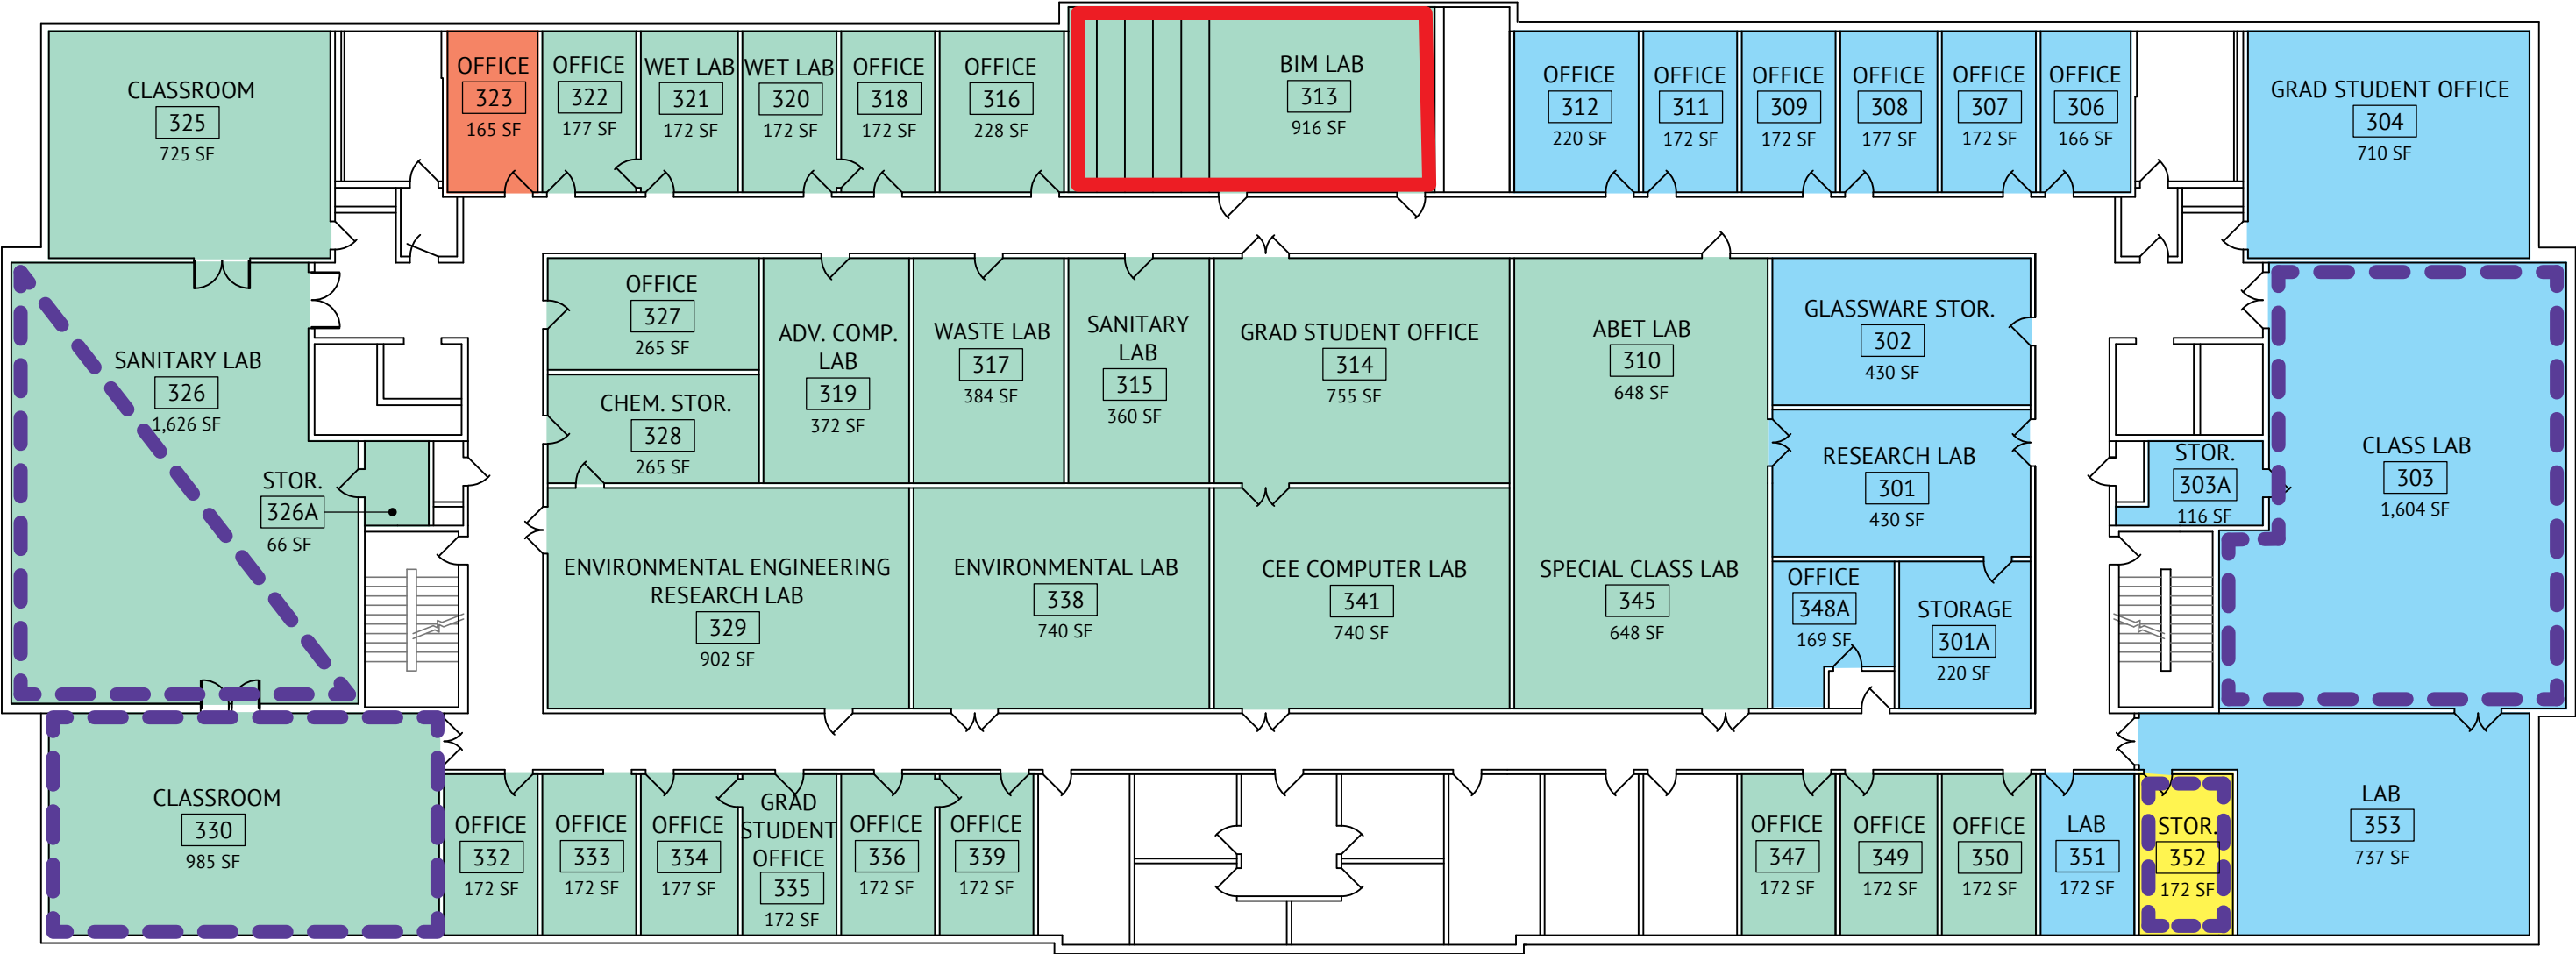 CLASSROOM
325
725 SF
OFFICE
323
165 SF
OFFICE
322
177 SF
WET LAB
321
172 SF
WET LAB
320
172 SF
OFFICE
318
172 SF
OFFICE
316
228 SF
BIM LAB
313
916 SF
OFFICE
312
220 SF
OFFICE
311
172 SF
OFFICE
309
172 SF
OFFICE
308
177 SF
OFFICE
307
172 SF
OFFICE
306
166 SF
GRAD STUDENT OFFICE
304
710 SF
SANITARY LAB
326
1,626 SF
STOR.
326A
66 SF
OFFICE
327
265 SF
CHEM. STOR.
328
265 SF
ADV. COMP.
LAB
319
372 SF
WASTE LAB
317
384 SF
SANITARY
LAB
315
360 SF
GRAD STUDENT OFFICE
314
755 SF
ABET LAB
310
648 SF
GLASSWARE STOR.
302
430 SF
RESEARCH LAB
301
430 SF
STOR.
303A
116 SF
CLASS LAB
303
1,604 SF
ENVIRONMENTAL ENGINEERING
RESEARCH LAB
329
902 SF
ENVIRONMENTAL LAB
338
740 SF
CEE COMPUTER LAB
341
740 SF
SPECIAL CLASS LAB
345
648 SF
OFFICE
348A
169 SF
STORAGE
301A
220 SF
CLASSROOM
330
985 SF
OFFICE
332
172 SF
OFFICE
333
172 SF
OFFICE
334
177 SF
GRAD
STUDENT
OFFICE
335
172 SF
OFFICE
336
172 SF
OFFICE
339
172 SF
OFFICE
347
172 SF
OFFICE
349
172 SF
OFFICE
350
172 SF
LAB
351
172 SF
STOR.
352
172 SF
LAB
353
737 SF